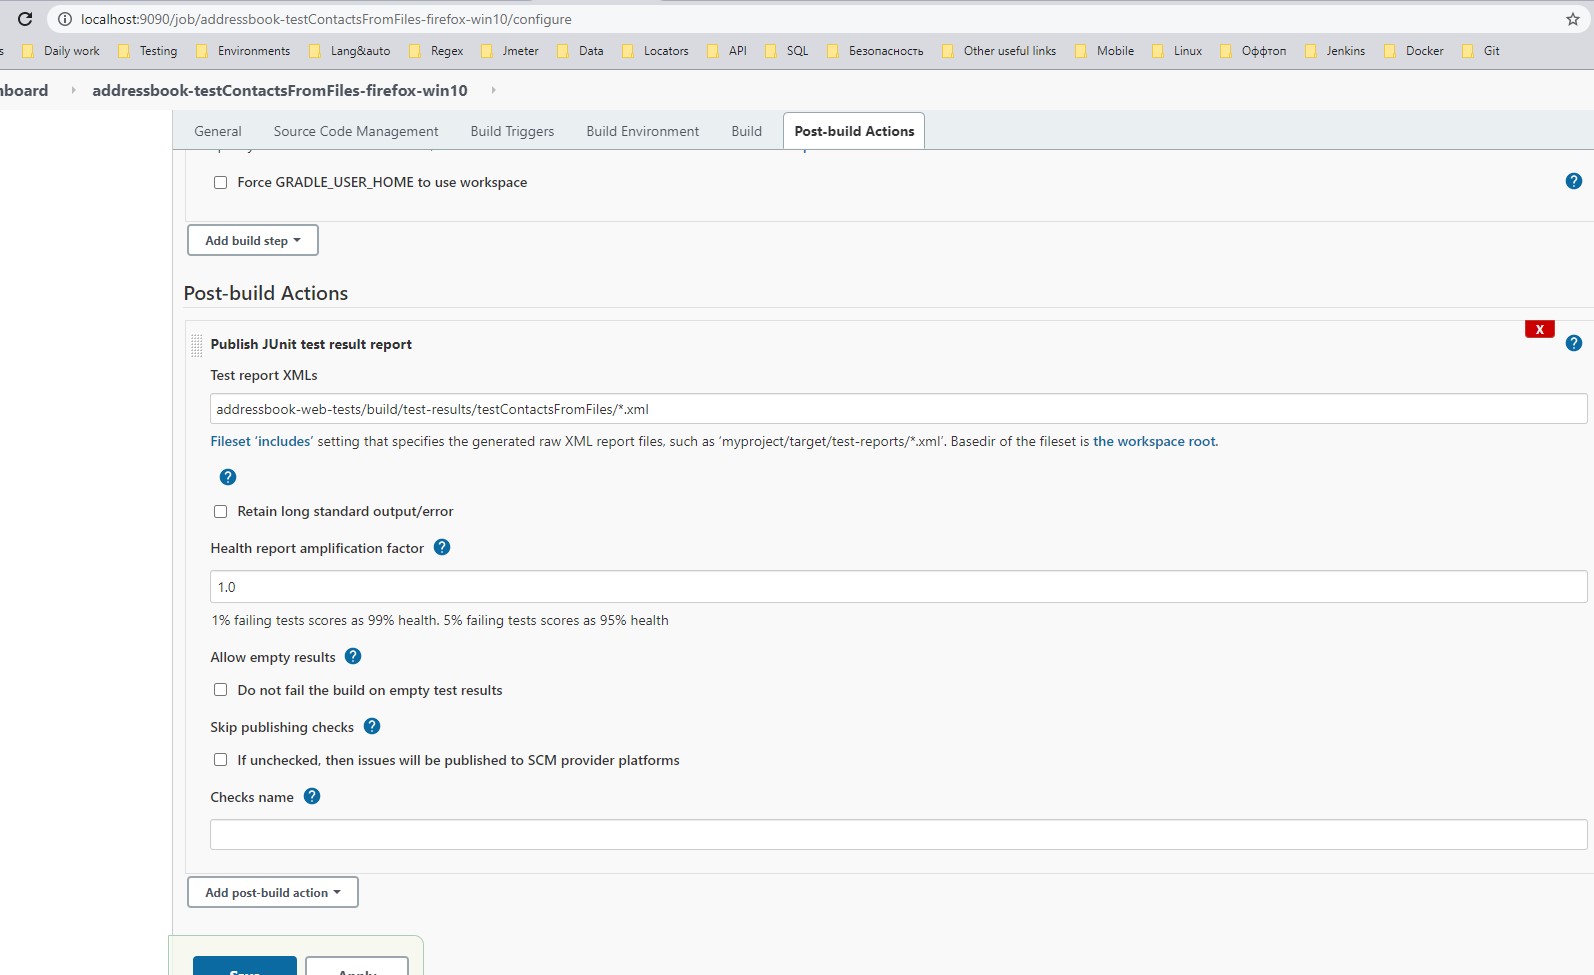 localhost:9090/job/addressbook-testContactsFromFiles-firefox-win10/configure
s Daily work Testing Environments Lang&auto Regex Jmeter Data Locators API SQL Безопасность Other useful links Mobile Linux Оффтоп Jenkins Docker Git
nboard addressbook-testContactsFromFiles-firefox-win10
General Source Code Management Build Triggers Build Environment Build Post-build Actions
Force GRADLE_USER_HOME to use workspace ?
Add build step
Post-build Actions
X
Publish JUnit test result report ?
Test report XMLs
addressbook-web-tests/build/test-results/testContactsFromFiles/*.xml
Fileset ‘includes’ setting that specifies the generated raw XML report files, such as ‘myproject/target/test-reports/*.xml’. Basedir of the fileset is the workspace root.
?
Retain long standard output/error
Health report amplification factor ?
1.0
1% failing tests scores as 99% health. 5% failing tests scores as 95% health
Allow empty results ?
Do not fail the build on empty test results
Skip publishing checks ?
If unchecked, then issues will be published to SCM provider platforms
Checks name ?
Add post-build action
Save Apply